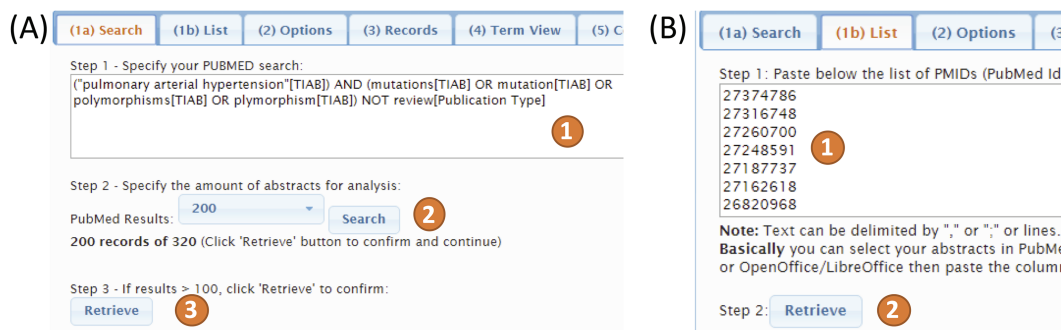 (A)
(1a) Search (1b) List (2) Options (3) Records (4) Term View (5) C
Step 1 - Specify your PUBMED search:
("pulmonary arterial hypertension"[TIAB]) AND (mutations[TIAB] OR mutation[TIAB] OR
polymorphisms[TIAB] OR plymorphism[TIAB]) NOT review[Publication Type]
1
Step 2 - Specify the amount of abstracts for analysis:
PubMed Results: 200 Search 2
200 records of 320 (Click 'Retrieve' button to confirm and continue)
Step 3 - If results > 100, click 'Retrieve' to confirm:
Retrieve 3
(B)
(1a) Search (1b) List (2) Options (3
Step 1: Paste below the list of PMIDs (PubMed Id
27374786
27316748
27260700
27248591 1
27187737
27162618
26820968
Note: Text can be delimited by "," or ";" or lines.
Basically you can select your abstracts in PubMe
or OpenOffice/LibreOffice then paste the colum
Step 2: Retrieve 2